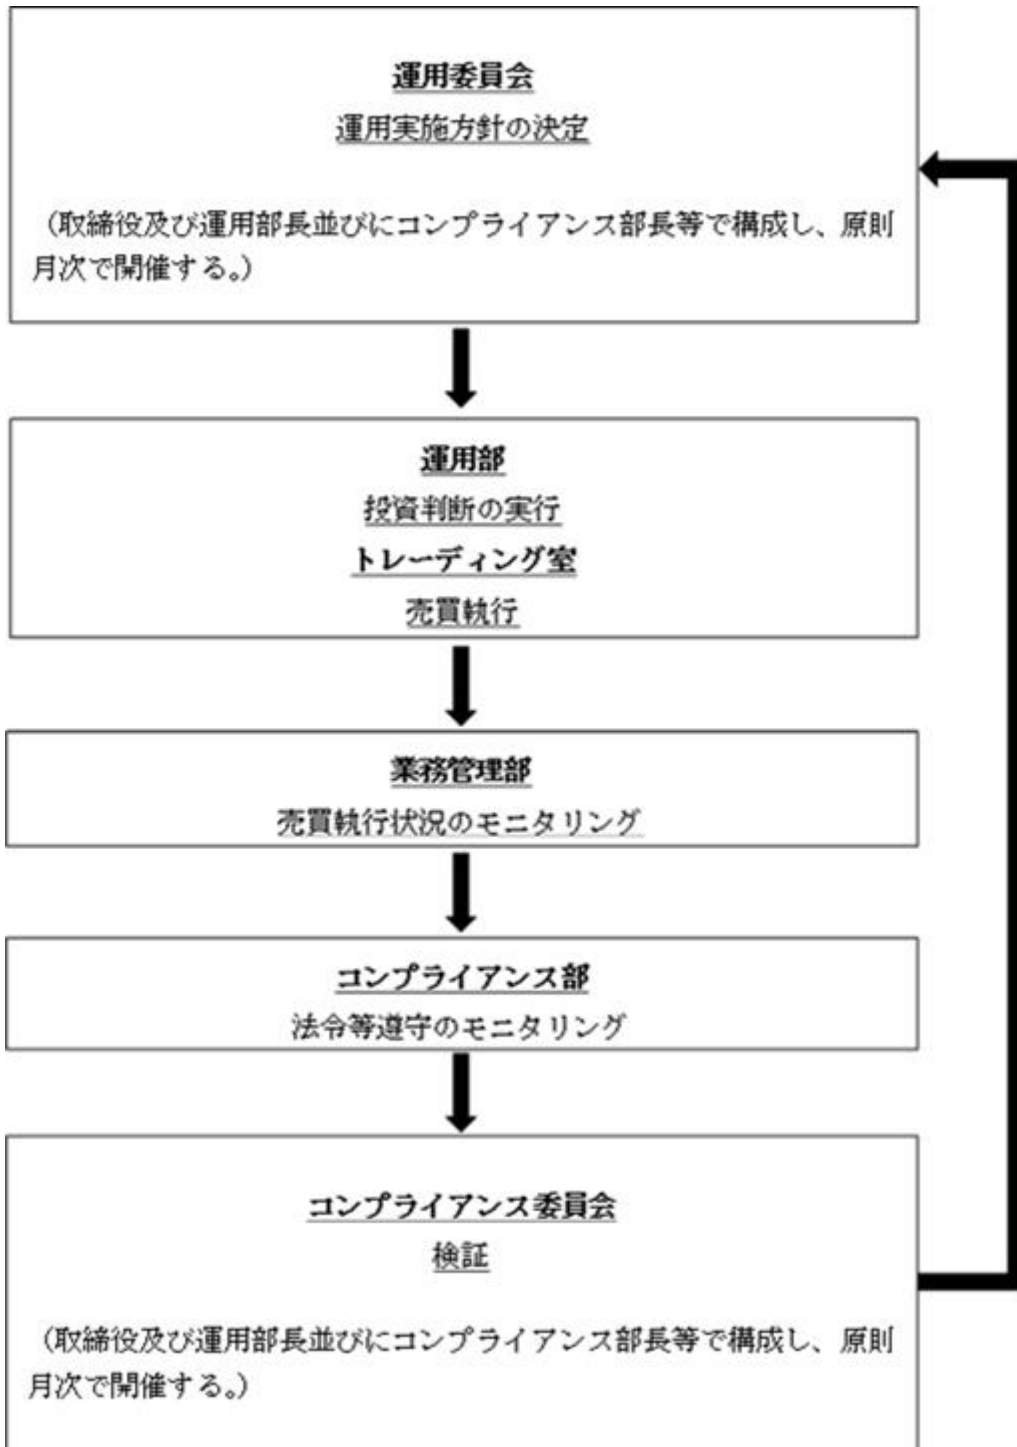 運用委員会
運用実施方針の決定
（取締役及び運用部長並びにコンプライアンス部長等で構成し、原則
月次で開催する。）
運用部
投資判断の実行
トレーディング室
売買執行
業務管理部
売買執行状況のモニタリング
コンプライアンス部
法令等遵守のモニタリング
コンプライアンス委員会
検証
（取締役及び運用部長並びにコンプライアンス部長等で構成し、原則
月次で開催する。）